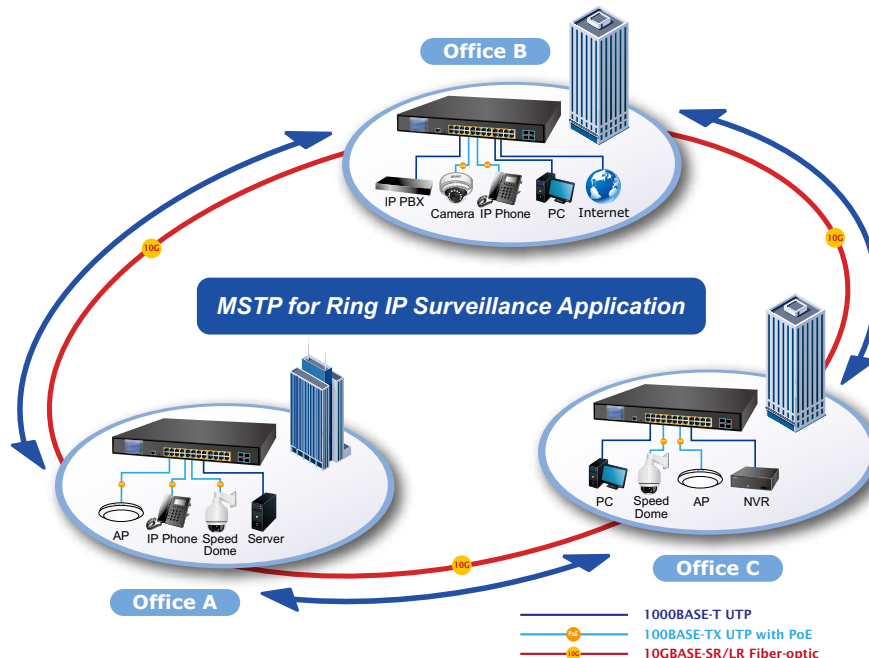 Office B
IP PBX
Camera
IP Phone
PC
Internet
10G
10G
MSTP for Ring IP Surveillance Application
AP
IP Phone
Speed
Dome
Server
PC
Speed
Dome
AP
NVR
10G
Office A
Office C
1000BASE-T UTP
PoE
100BASE-TX UTP with PoE
10G
10GBASE-SR/LR Fiber-optic